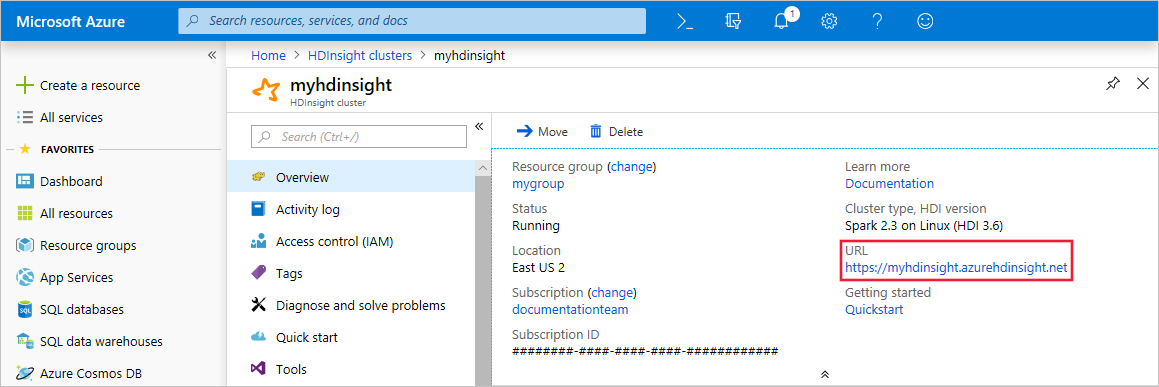 Microsoft Azure
Search resources, services, and docs
1
Home > HDInsight clusters > myhdinsight
Create a resource
All services
FAVORITES
Dashboard
All resources
Resource groups
App Services
SQL databases
SQL data warehouses
Azure Cosmos DB
myhdinsight
HDInsight cluster
Search (Ctrl+/)
Overview
Activity log
Access control (IAM)
Tags
Diagnose and solve problems
Quick start
Tools
Move Delete
Resource group (change)
mygroup
Status
Running
Location
East US 2
Subscription (change)
documentationteam
Subscription ID
########-####-####-####-############
Learn more
Documentation
Cluster type, HDI version
Spark 2.3 on Linux (HDI 3.6)
URL
https://myhdinsight.azurehdinsight.net
Getting started
Quickstart